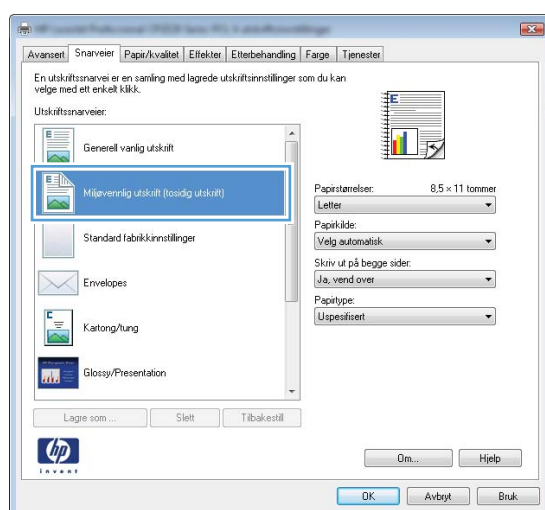 Avansert Snarveier Papir/kvalitet Effekter Etterbehandling Farge Tjenester
En utskriftssnarvei er en samling med lagrede utskriftsinnstillinger som du kan
velge med ett enkelt klikk.
Utskriftssnarveier:
Generell vanlig utskrift
Miljøvennlig utskrift (tosidig utskrift)
Standard fabrikkinnstillinger
Envelopes
Kartong/tung
Glossy/Presentation
Papirstørrelser: 8,5 × 11 tommer
Letter
Papirkilde:
Velg automatisk
Skriv ut på begge sider:
Ja, vend over
Papirtype:
Uspesifisert
Lagre som ... Slett Tilbakestill
hp
invent
Om... Hjelp
OK Avbryt Bruk